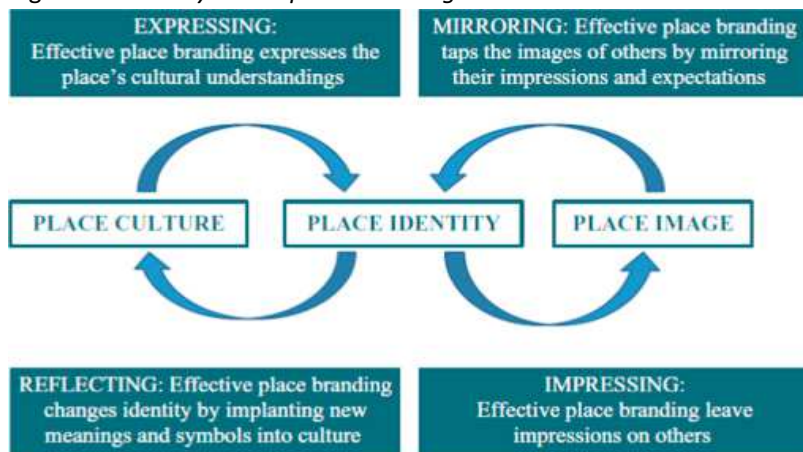 EXPRESSING:
Effective place branding expresses the
place's cultural understandings
MIRRORING: Effective place branding
taps the images of others by mirroring
their impressions and expectations
PLACE CULTURE
PLACE IDENTITY
PLACE IMAGE
REFLECTING: Effective place branding
changes identity by implanting new
meanings and symbols into culture
IMPRESSING:
Effective place branding leave
impressions on others